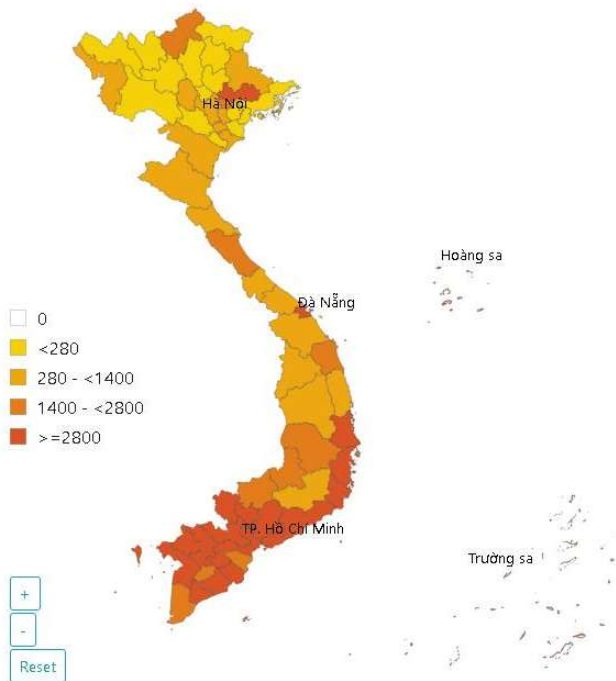 Hà Nội
Hoàng sa
Đà Nẵng
0
<280
280 - <1400
1400 - <2800
>=2800
TP. Hồ Chí Minh
Trường sa
+
-
Reset